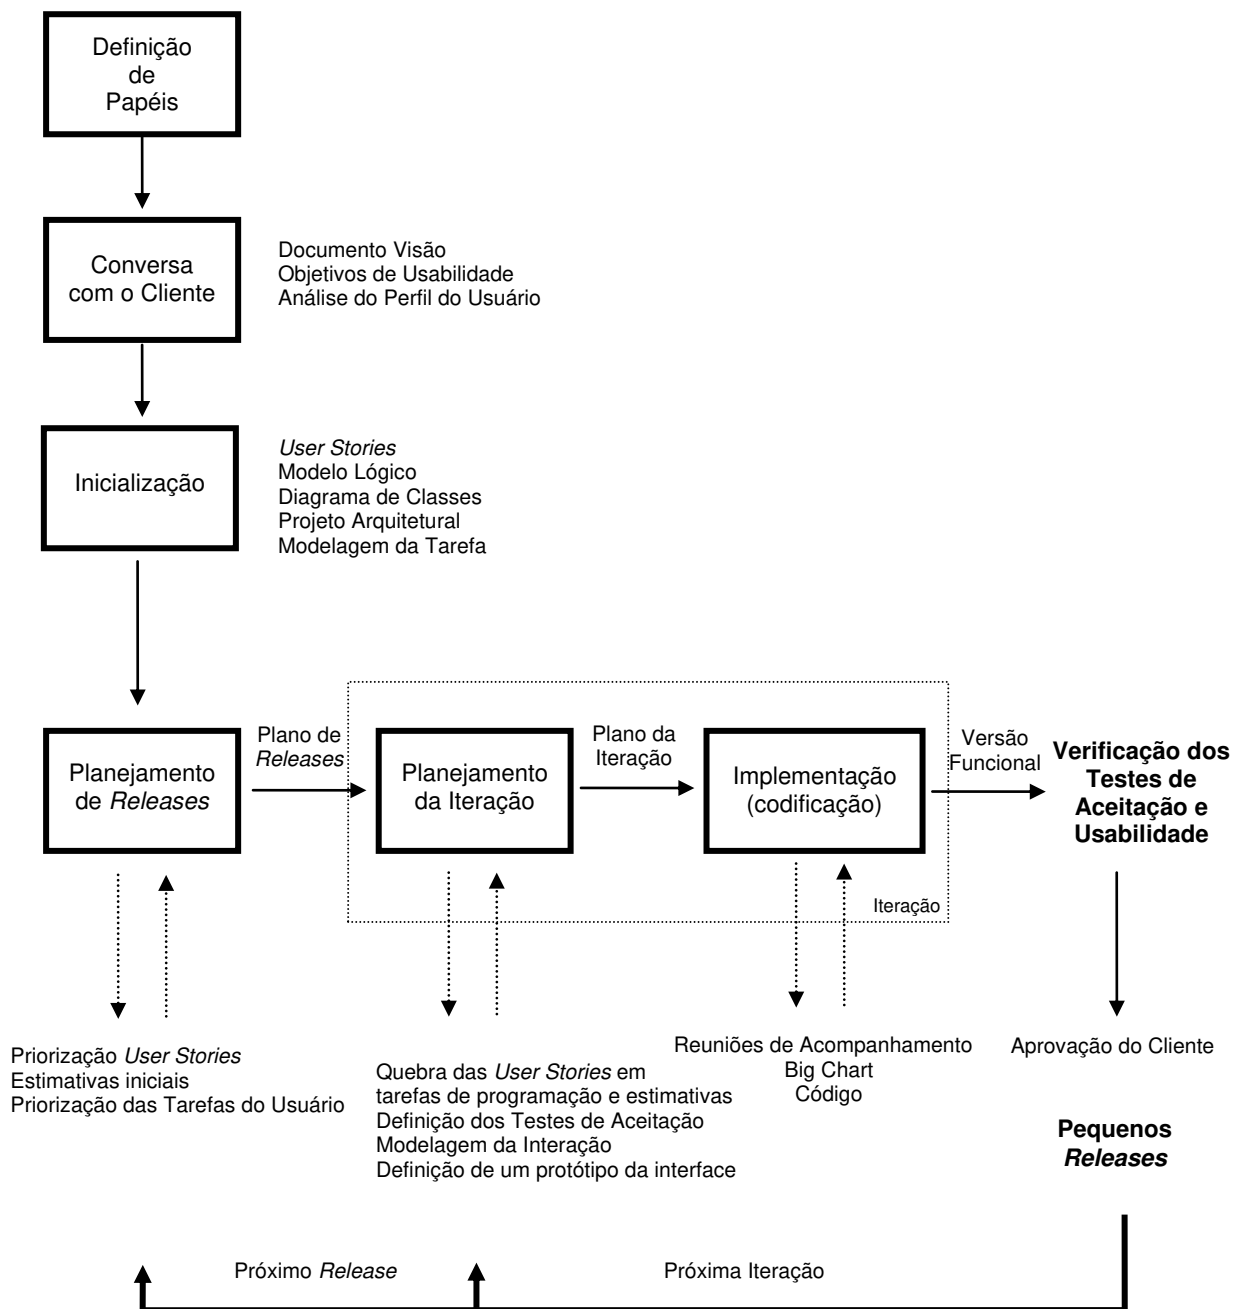 Definição
de
Papéis
Conversa
com o Cliente
Documento Visão
Objetivos de Usabilidade
Análise do Perfil do Usuário
Inicialização
User Stories
Modelo Lógico
Diagrama de Classes
Projeto Arquitetural
Modelagem da Tarefa
Planejamento
de Releases
Plano de
Releases
Planejamento
da Iteração
Plano da
Iteração
Implementação
(codificação)
Iteração
Versão
Funcional
Verificação dos
Testes de
Aceitação e
Usabilidade
Priorização User Stories
Estimativas iniciais
Priorização das Tarefas do Usuário
Quebra das User Stories em
tarefas de programação e estimativas
Definição dos Testes de Aceitação
Modelagem da Interação
Definição de um protótipo da interface
Reuniões de Acompanhamento
Big Chart
Código
Aprovação do Cliente
Pequenos
Releases
Próximo Release
Próxima Iteração